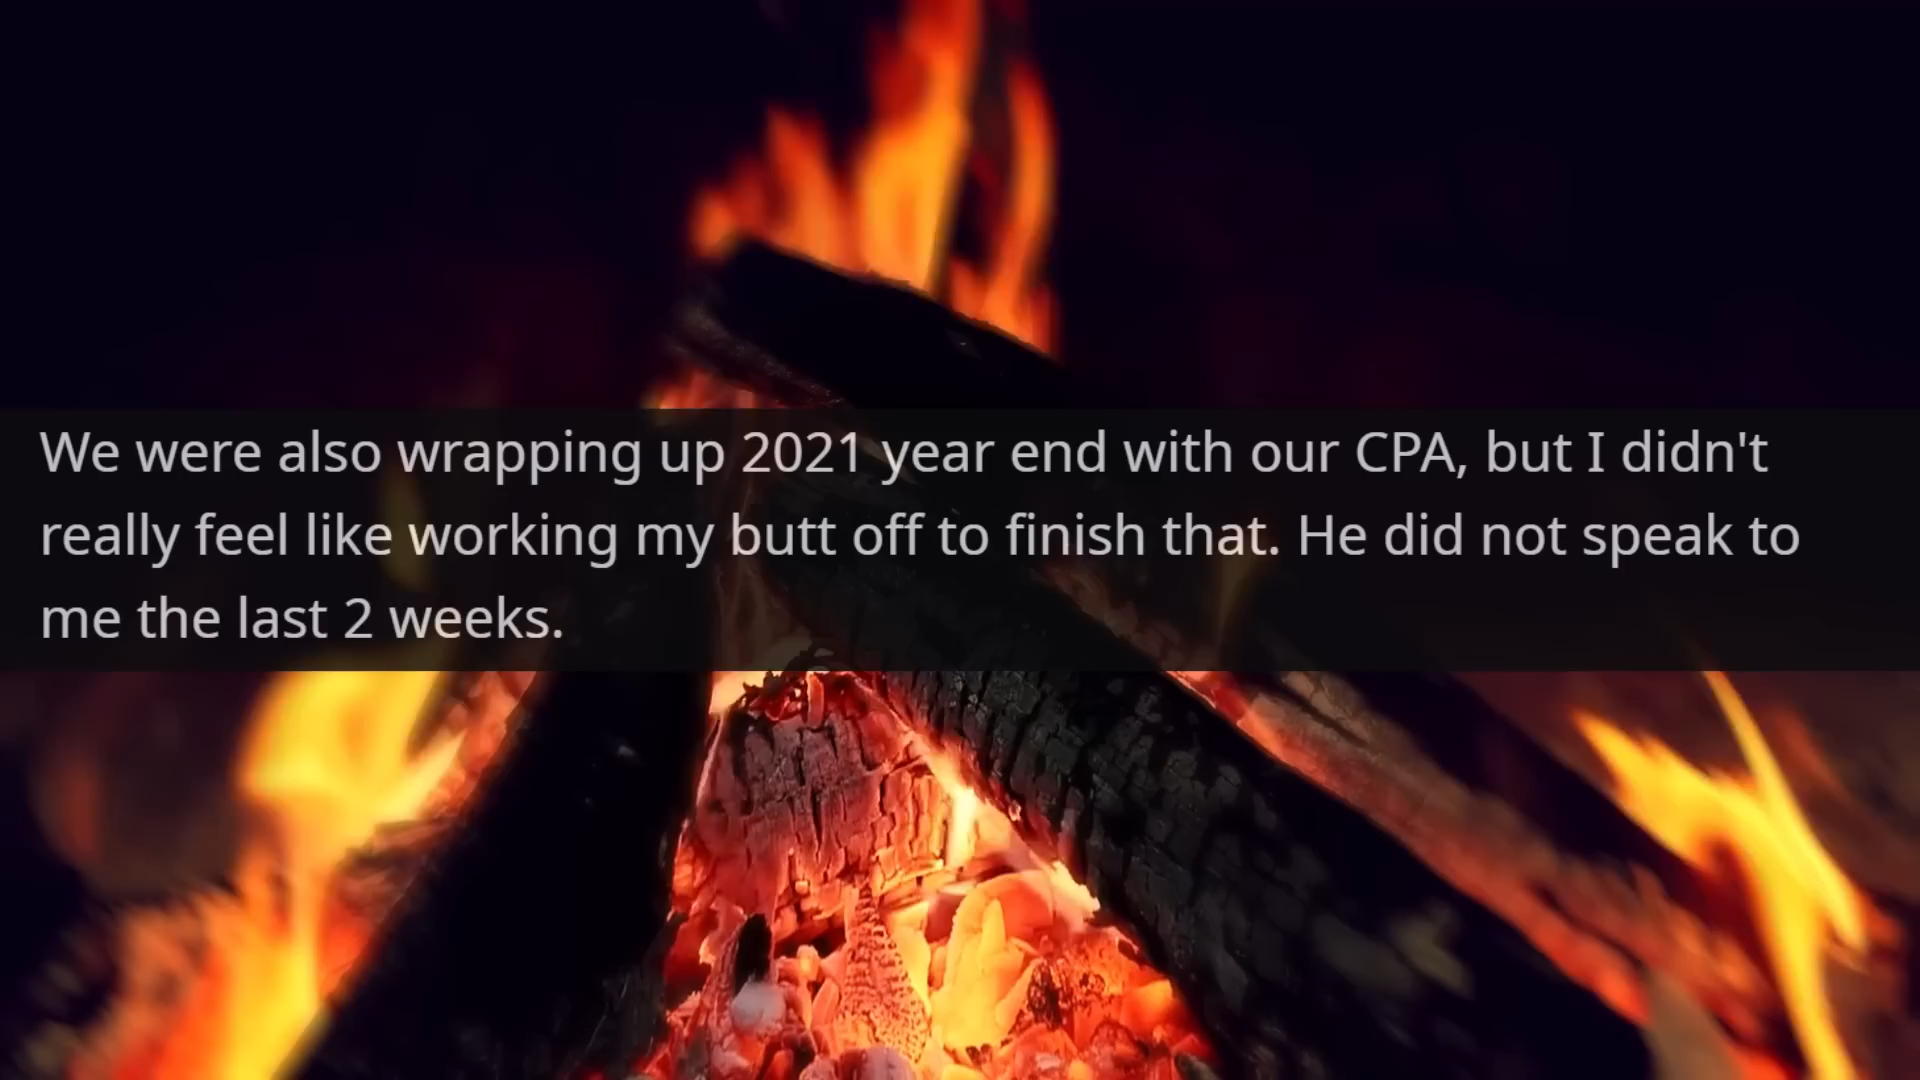 We were also wrapping up 2021 year end with our CPA, but I didn't
really feel like working my butt off to finish that. He did not speak to
me the last 2 weeks.